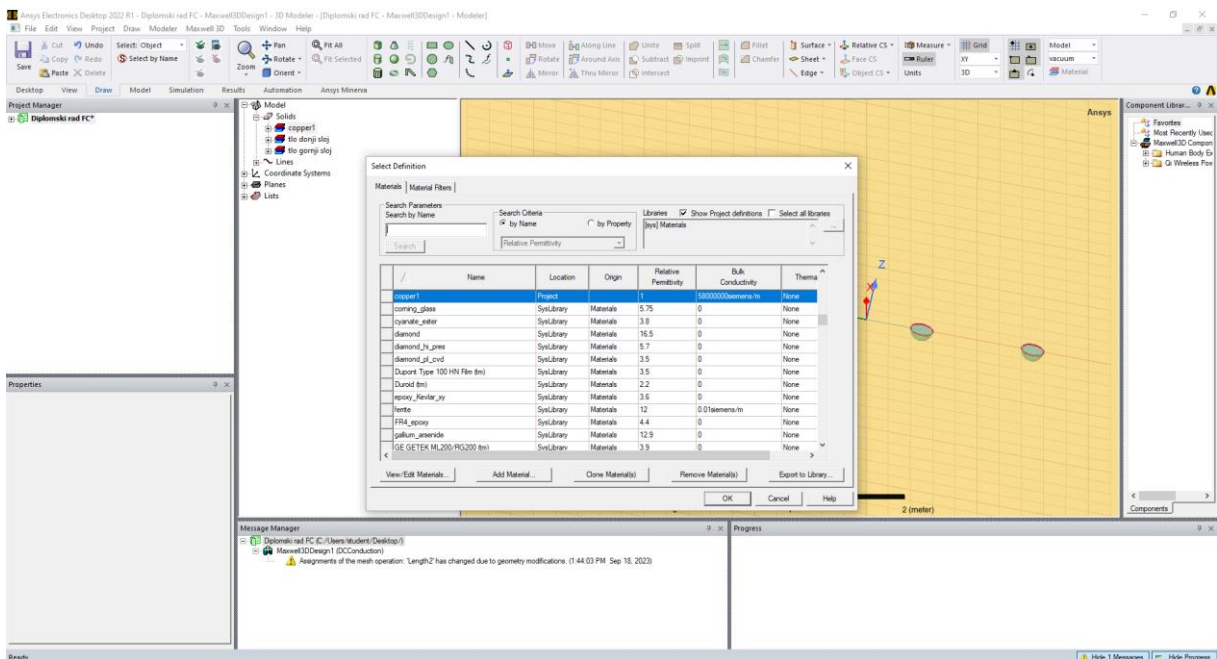 Ansys Electronics Desktop 2022 R1 - Diplomski rad FC - Maxwell3DDesign1 - 3D Modeler - [Diplomski rad FC - Maxwell3DDesign1 - Modeler]
File Edit View Project Draw Modeler Maxwell 3D Tools Window Help
Save
Cut Undo
Copy Redo
Paste Delete
Select: Object
Select by Name
Zoom
Pan
Rotate
Orient
Fit All
Fit Selected
Move Along Line Unite Split Fillet
Rotate Around Axis Subtract Imprint Chamfer
Mirror Thru Mirror Intersect
Surface Relative CS Measure Grid
Sheet Face CS Ruler XY
Edge Object CS Units 3D
Model
vacuum
Material
Desktop View Draw Model Simulation Results Automation Ansys Minerva
Project Manager
Diplomski rad FC*
Model
Solids
copper1
tlo donji sloj
tlo gornji sloj
Lines
Coordinate Systems
Planes
Lists
Ansys
Component Librar...
Favorites
Most Recently Used
Maxwell3D Compon
Human Body Ex
Qi Wireless Pow
Select Definition
Materials Material Filters
Search Parameters
Search by Name
Search
Search Criteria
by Name by Property
Relative Permittivity
Libraries Show Project definitions Select all libraries
[sys] Materials
...
/ Name Location Origin Relative Permittivity Bulk Conductivity Therma
copper1 Project 1 58000000siemens/m None
corning_glass SysLibrary Materials 5.75 0 None
cyanate_ester SysLibrary Materials 3.8 0 None
diamond SysLibrary Materials 16.5 0 None
diamond_hi_pres SysLibrary Materials 5.7 0 None
diamond_pl_cvd SysLibrary Materials 3.5 0 None
Dupont Type 100 HN Film (tm) SysLibrary Materials 3.5 0 None
Duroid (tm) SysLibrary Materials 2.2 0 None
epoxy_Kevlar_xy SysLibrary Materials 3.6 0 None
ferrite SysLibrary Materials 12 0.01siemens/m None
FR4_epoxy SysLibrary Materials 4.4 0 None
gallium_arsenide SysLibrary Materials 12.9 0 None
GE GETEK ML200/RG200 (tm) SysLibrary Materials 3.9 0 None
View/Edit Materials... Add Material... Clone Material(s) Remove Material(s) Export to Library...
OK Cancel Help
Z
X
2 (meter)
Components
Properties
Message Manager
Diplomski rad FC (C:/Users/student/Desktop/)
Maxwell3DDesign1 (DCConduction)
Assignments of the mesh operation: 'Length2' has changed due to geometry modifications. (1:44:03 PM Sep 18, 2023)
Progress
Ready
Hide 1 Messages Hide Progress